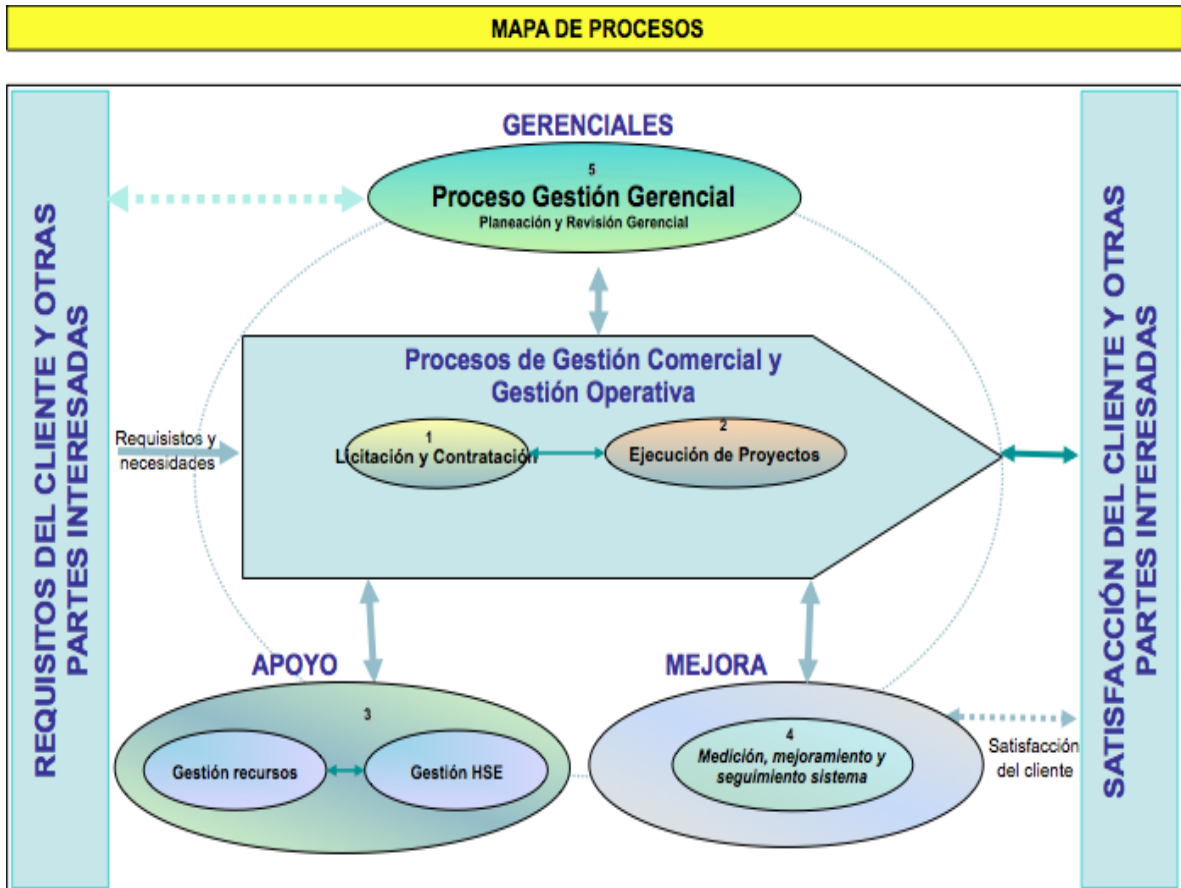 MAPA DE PROCESOS
REQUISITOS DEL CLIENTE Y OTRAS
PARTES INTERESADAS
GERENCIALES
5
Proceso Gestión Gerencial
Planeación y Revisión Gerencial
Procesos de Gestión Comercial y
Gestión Operativa
Requisistos y
necesidades
1
Licitación y Contratación
2
Ejecución de Proyectos
APOYO
3
Gestión recursos
Gestión HSE
MEJORA
4
Medición, mejoramiento y
seguimiento sistema
Satisfacción
del cliente
SATISFACCIÓN DEL CLIENTE Y OTRAS
PARTES INTERESADAS